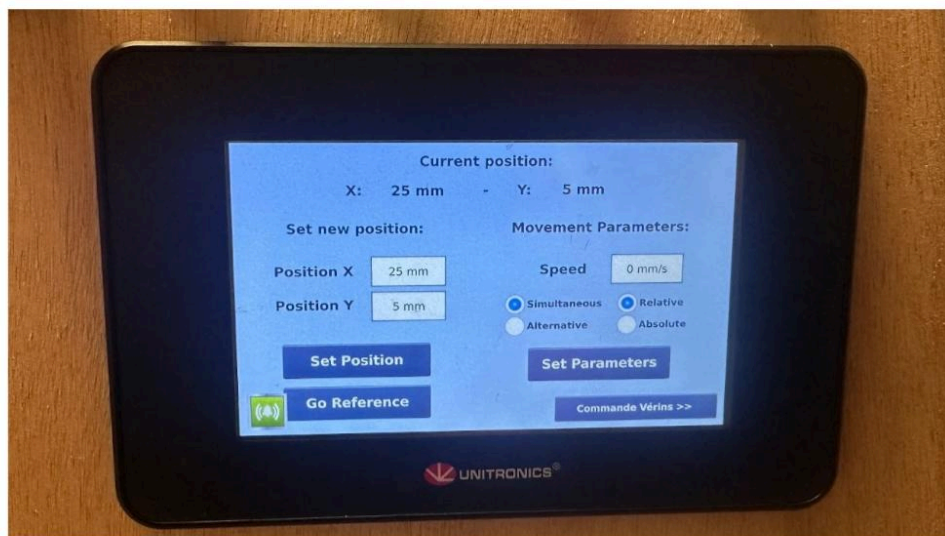 Current position:
X: 25 mm - Y: 5 mm
Set new position:
Position X 25 mm
Position Y 5 mm
Set Position
Go Reference
Movement Parameters:
Speed 0 mm/s
Simultaneous Relative
Alternative Absolute
Set Parameters
Commande Vérins >>
UNITRONICS®